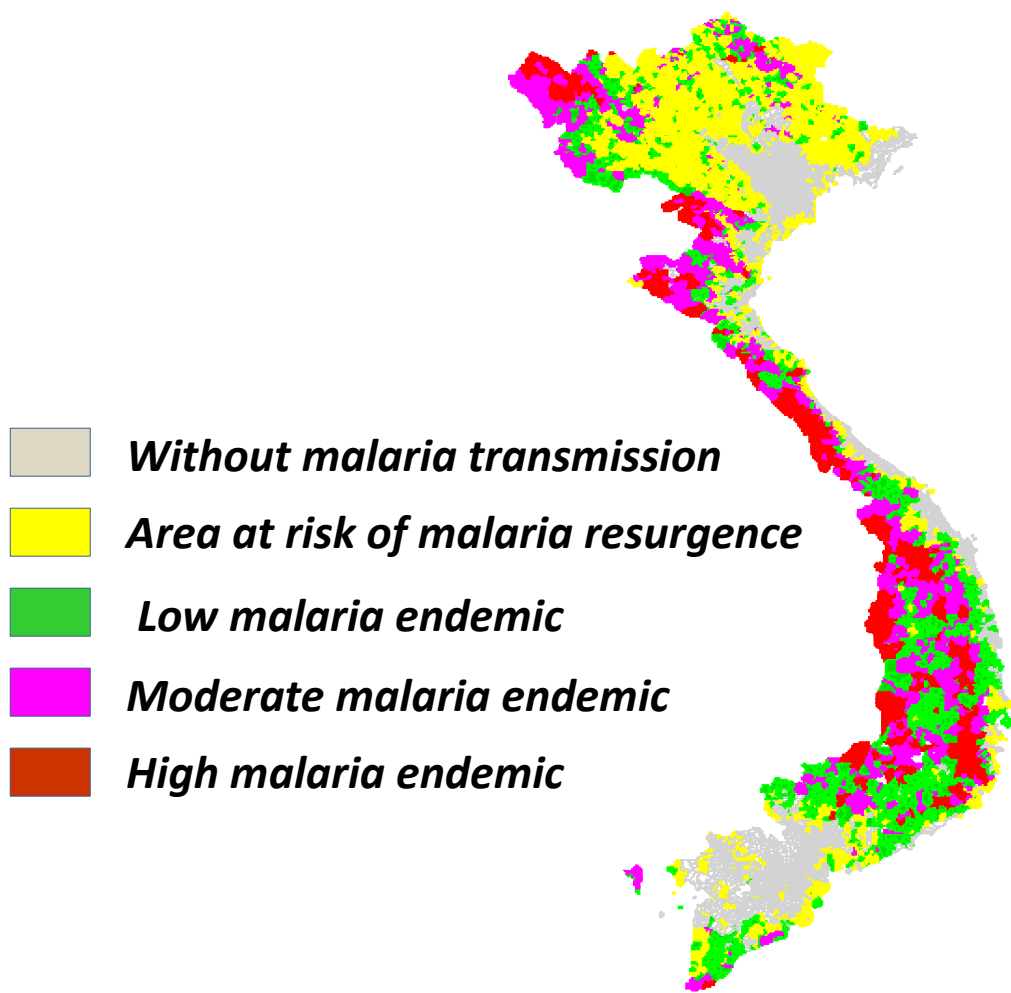 Without malaria transmission
Area at risk of malaria resurgence
Low malaria endemic
Moderate malaria endemic
High malaria endemic